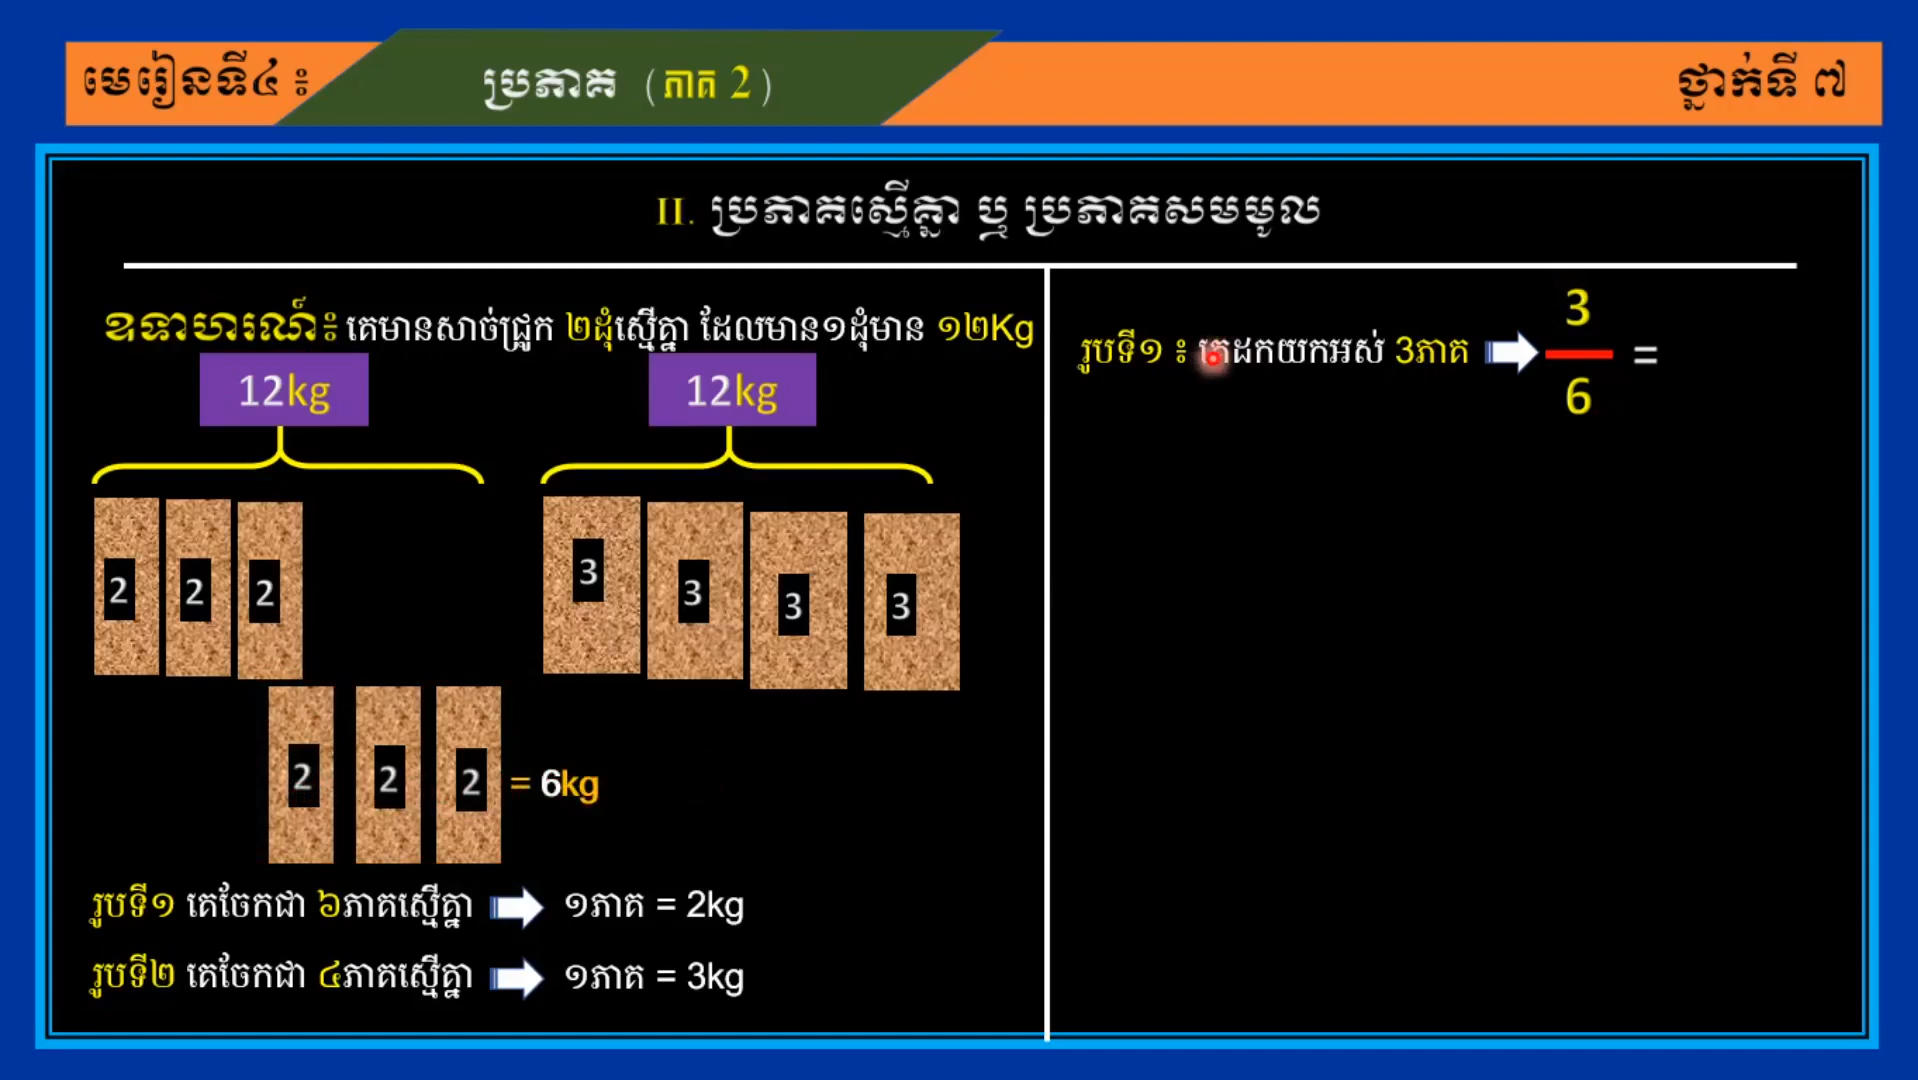 មេរៀនទី៤ ៖
ប្រភាគ (ភាគ 2)
ថ្នាក់ទី ៧
II. ប្រភាគស្មើគ្នា ឬ ប្រភាគសមមូល
ឧទាហរណ៍៖ គេមានសាច់ជ្រូក ២ដុំស្មើគ្នា ដែលមាន១ដុំមាន ១២Kg
12kg
12kg
2 2 2
3 3 3 3
2 2 2 = 6kg
រូបទី១ គេចែកជា ៦ភាគស្មើគ្នា ១ភាគ = 2kg
រូបទី២ គេចែកជា ៤ភាគស្មើគ្នា ១ភាគ = 3kg
រូបទី១ ៖ គេដកយកអស់ 3ភាគ
3
6
=